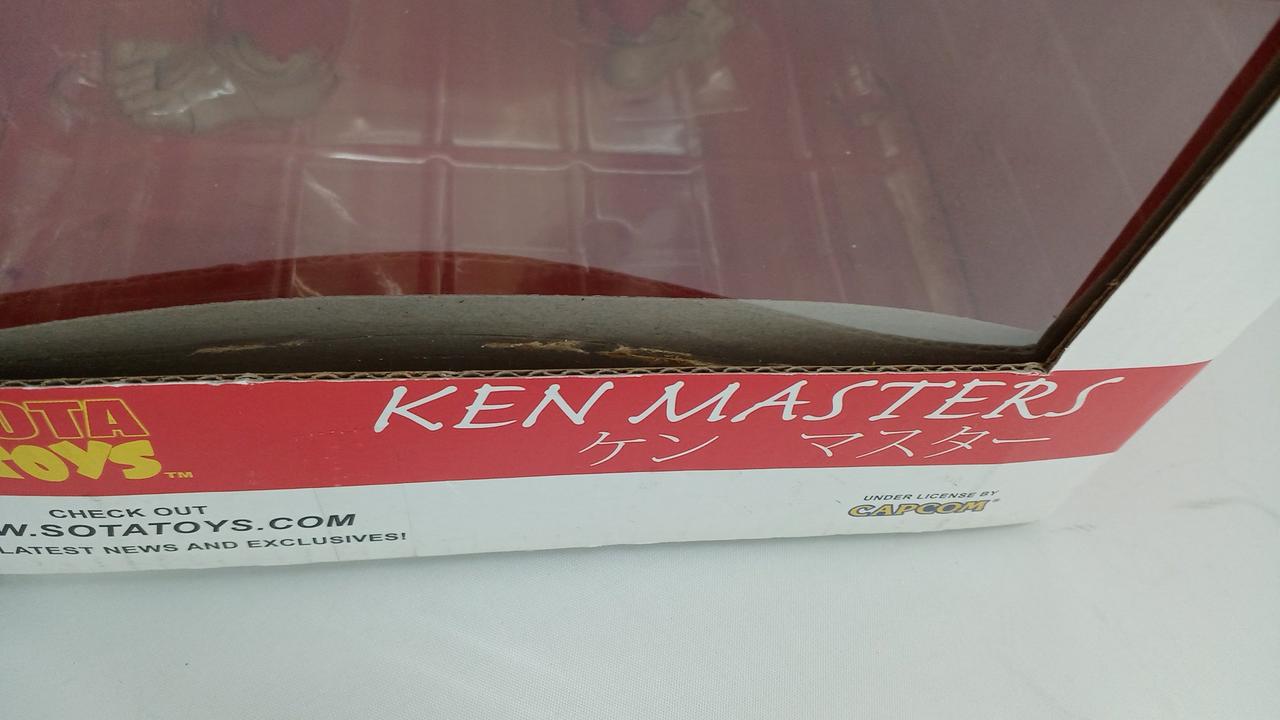 KEN MASTERS
ケン マスター
OTA
TOYS™
CHECK OUT
W.SOTATOYS.COM
LATEST NEWS AND EXCLUSIVES!
UNDER LICENSE BY
CAPCOM®